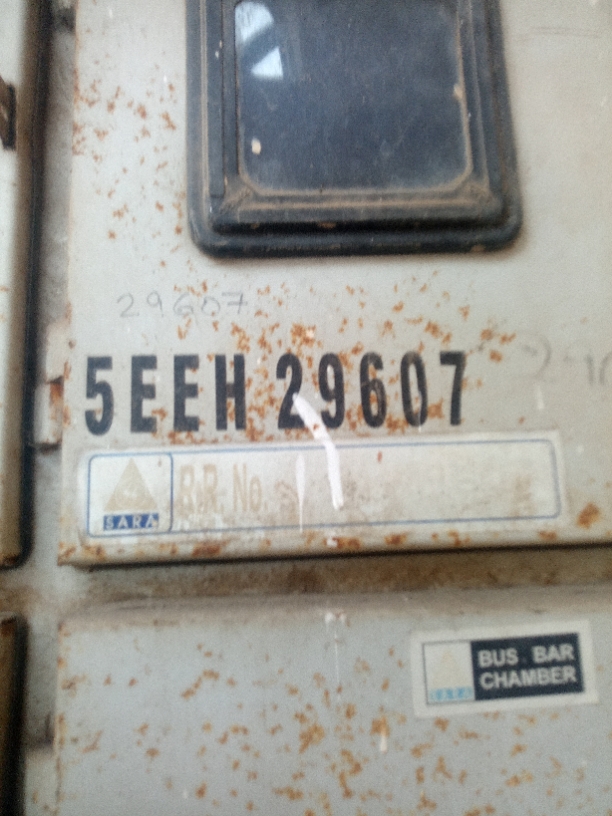 29607
5EEH 29607
R.R. No.
SARA
BUS BAR
CHAMBER